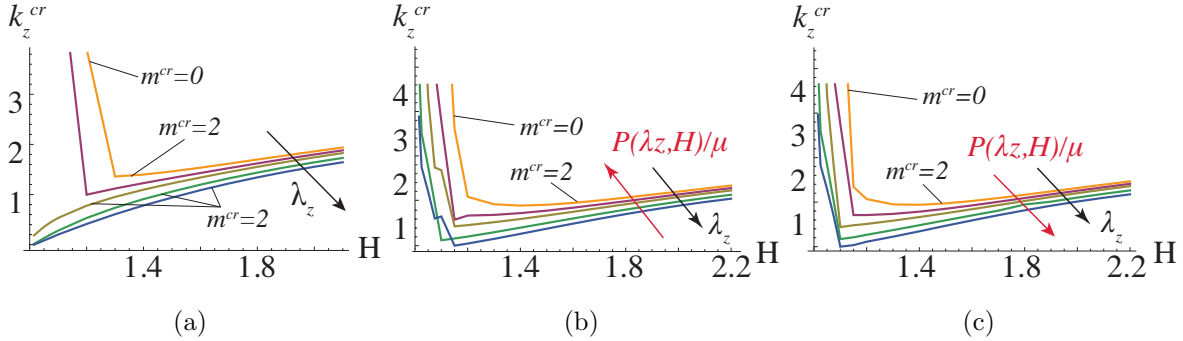 k_z^{cr}
3
2
1
m^{cr}=0
m^{cr}=2
m^{cr}=2
λ_z
1.4
1.8
H
(a)
k_z^{cr}
4
3
2
1
m^{cr}=0
m^{cr}=2
P(λz,H)/μ
λ_z
1.4
1.8
2.2
H
(b)
k_z^{cr}
4
3
2
1
m^{cr}=0
m^{cr}=2
P(λz,H)/μ
λ_z
1.4
1.8
2.2
H
(c)